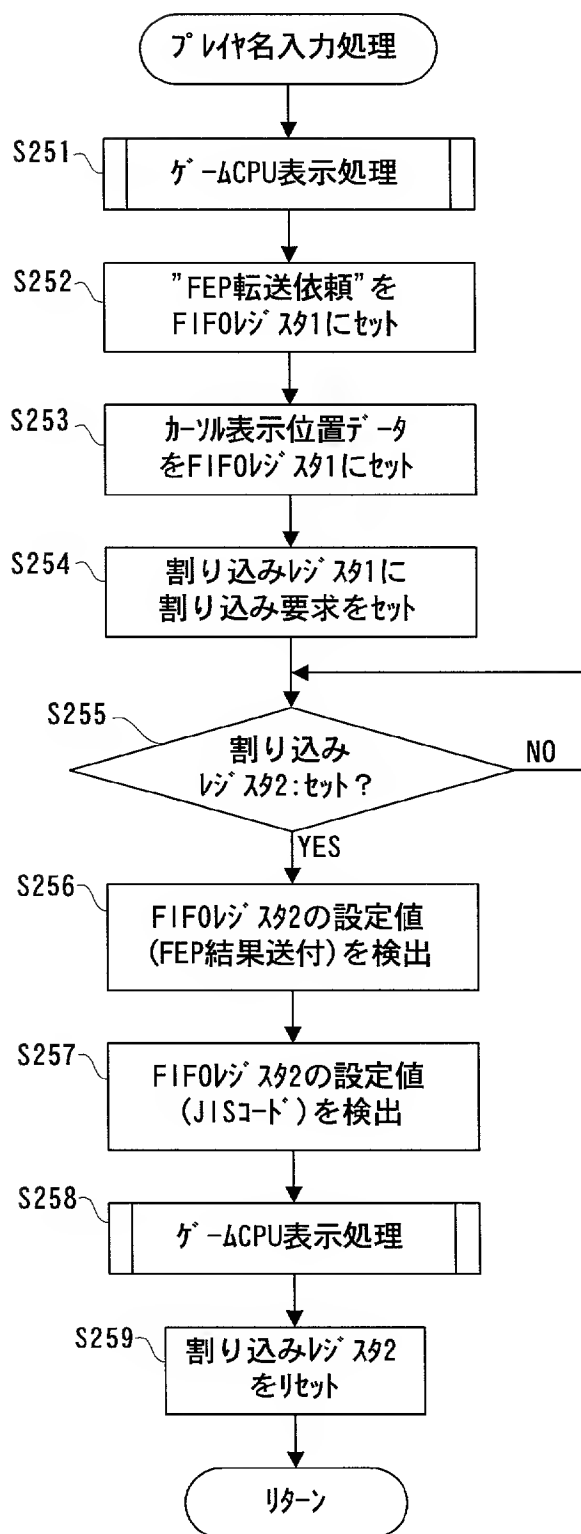 プレイヤ名入力処理
S251
ゲームCPU表示処理
S252
"FEP転送依頼"を
FIFOレジスタ1にセット
S253
カーソル表示位置データ
をFIFOレジスタ1にセット
S254
割り込みレジスタ1に
割り込み要求をセット
S255
割り込み
レジスタ2:セット?
NO
YES
S256
FIFOレジスタ2の設定値
(FEP結果送付)を検出
S257
FIFOレジスタ2の設定値
(JISコード)を検出
S258
ゲームCPU表示処理
S259
割り込みレジスタ2
をリセット
リターン